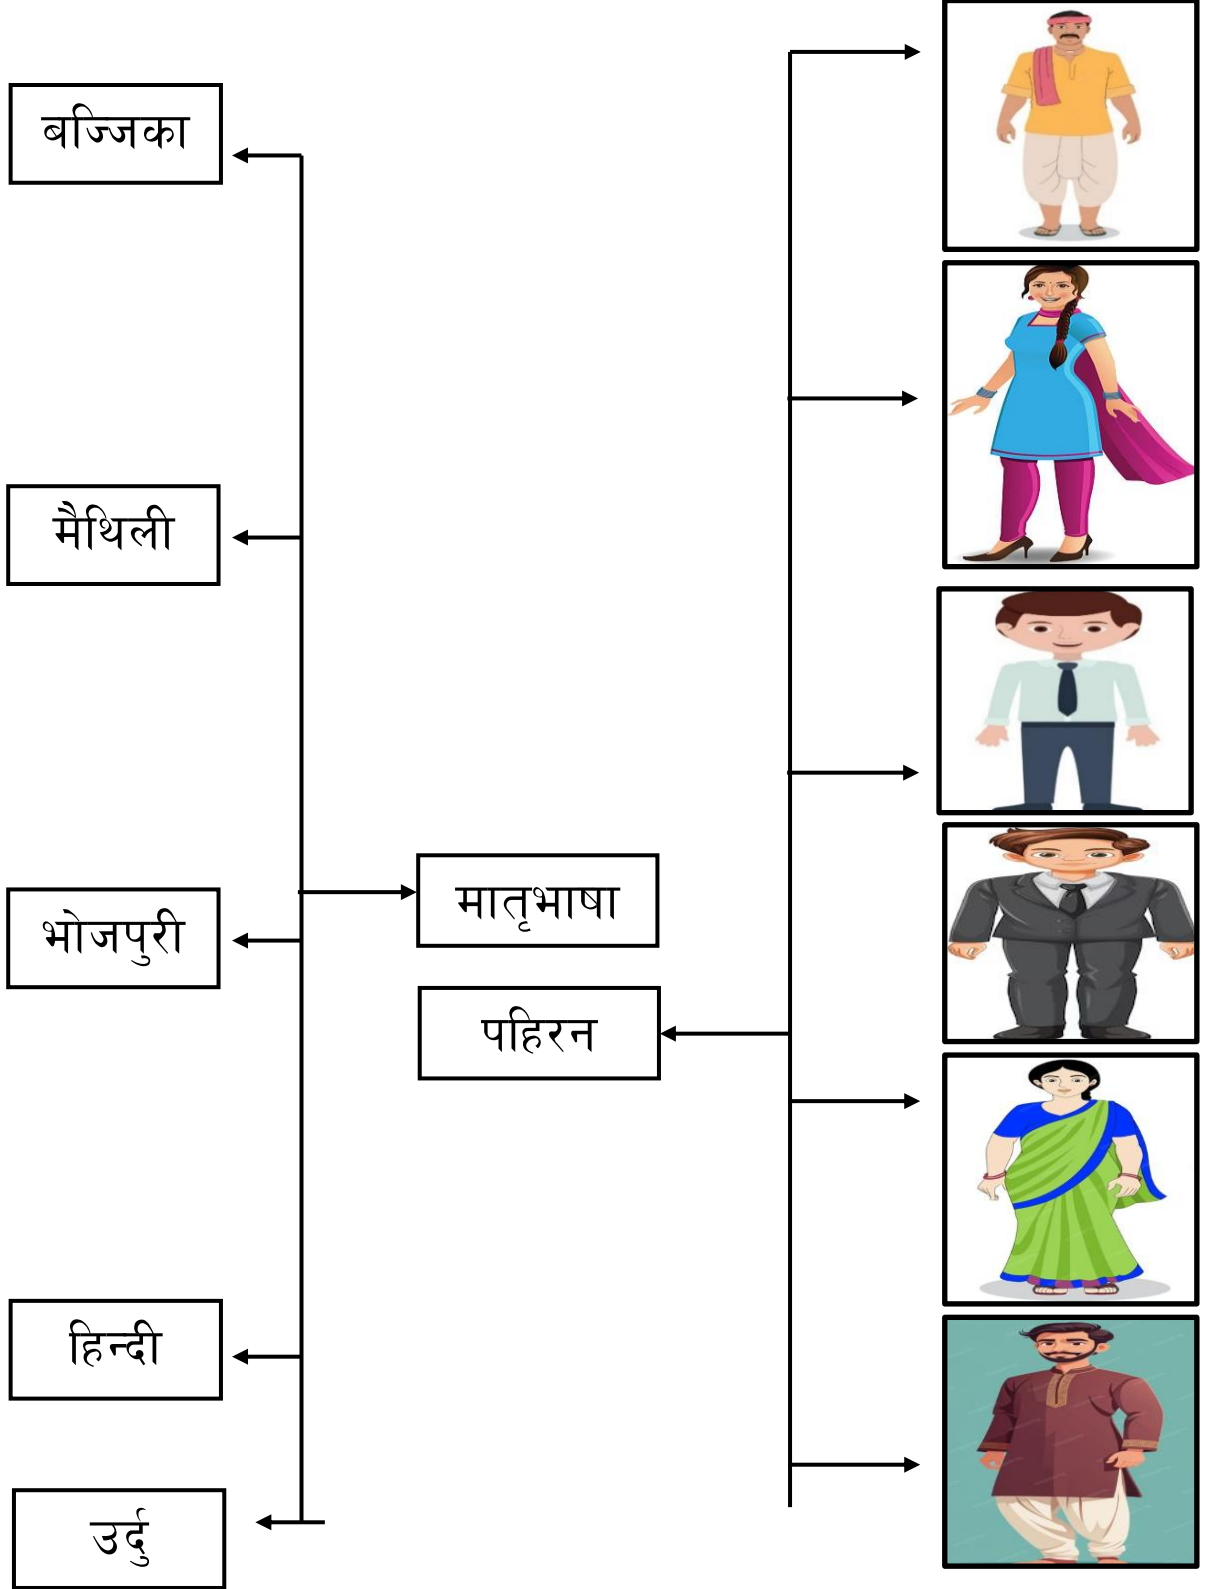 बज्जिका
मैथिली
मातृभाषा
भोजपुरी
पहिरन
हिन्दी
उर्दु